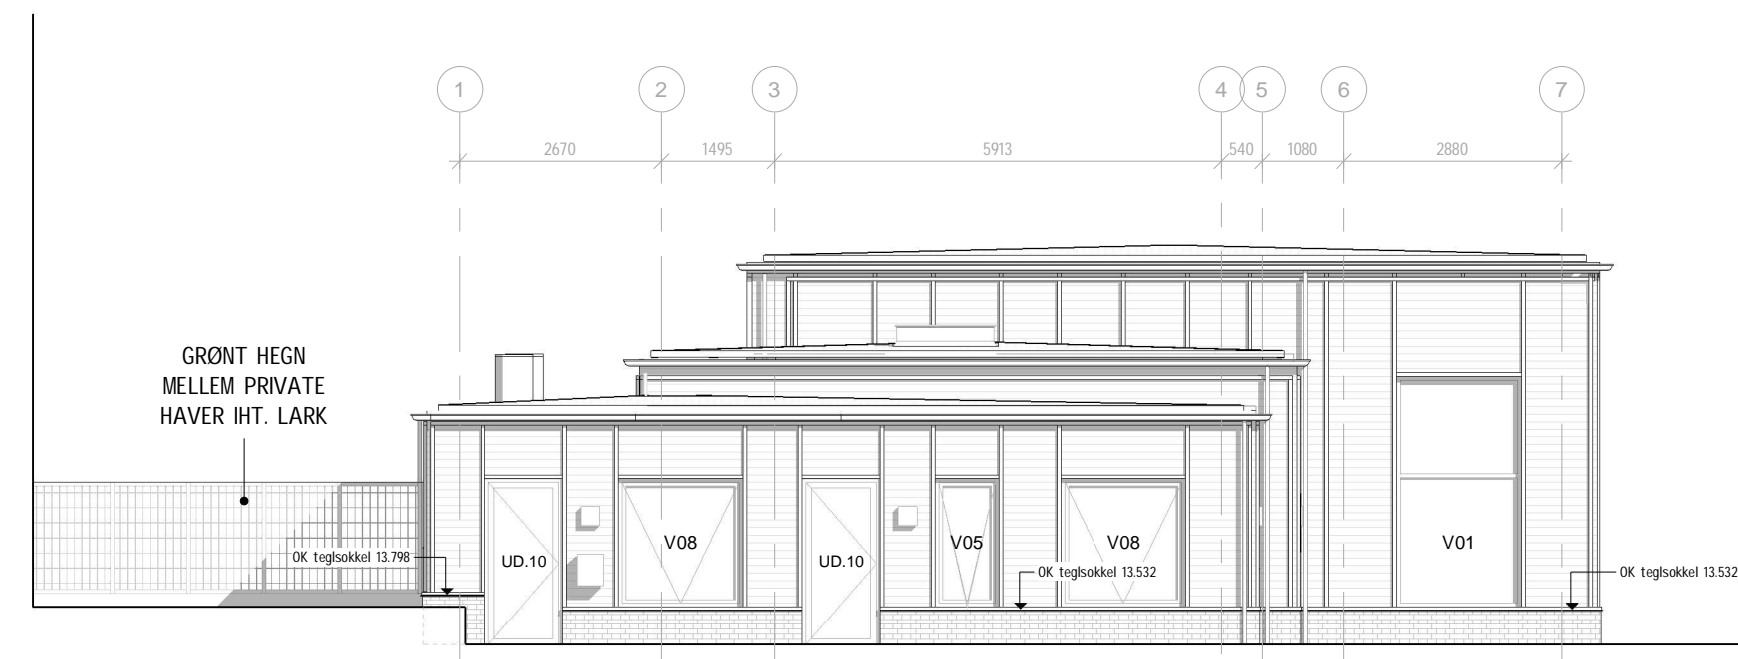 1 2 3 4 5 6 7
2670 1495 5913 540 1080 2880
GRØNT HEGN
MELLEM PRIVATE
HAVER IHT. LARK
OK teglsokkel 13.798
UD.10
V08
UD.10
V05
V08
V01
OK teglsokkel 13.532
OK teglsokkel 13.532